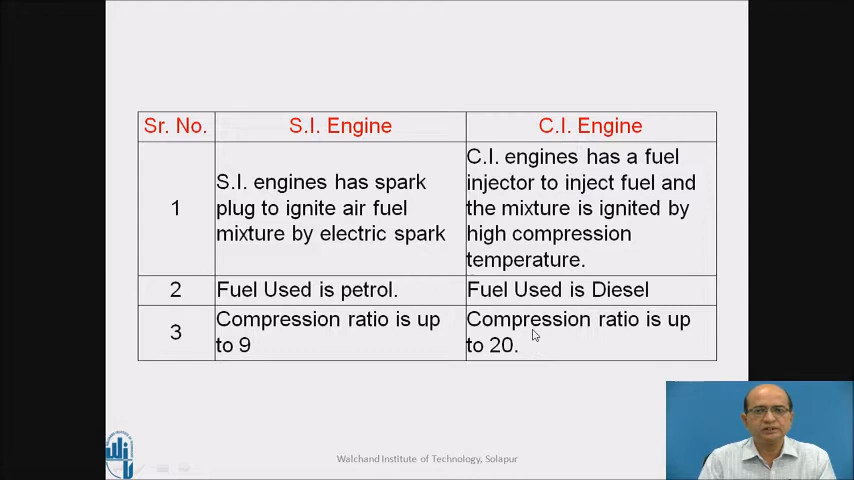 Sr. No. S.I. Engine C.I. Engine
1
S.I. engines has spark
plug to ignite air fuel
mixture by electric spark
C.I. engines has a fuel
injector to inject fuel and
the mixture is ignited by
high compression
temperature.
2 Fuel Used is petrol. Fuel Used is Diesel
3
Compression ratio is up
to 9
Compression ratio is up
to 20.
Walchand Institute of Technology, Solapur